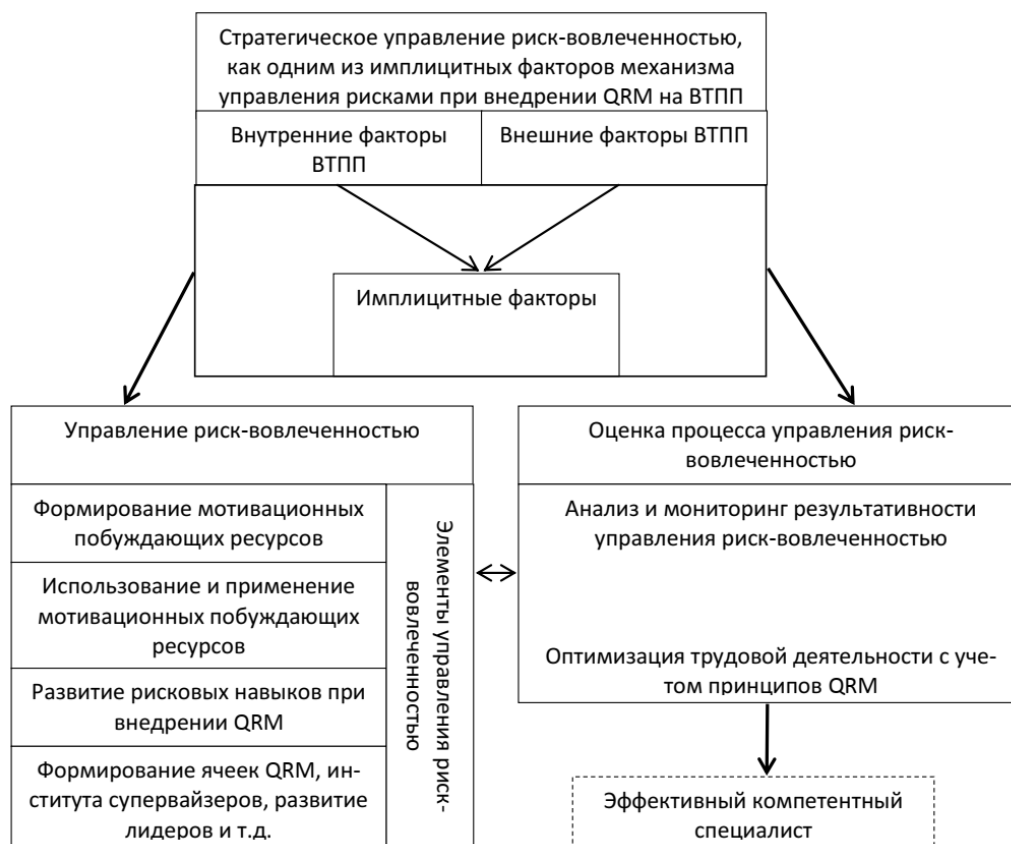 Стратегическое управление риск-вовлеченностью,
как одним из имплицитных факторов механизма
управления рисками при внедрении QRM на ВТПП
Внутренние факторы
ВТПП
Внешние факторы ВТПП
Имплицитные факторы
Управление риск-вовлеченностью
Формирование мотивационных
побуждающих ресурсов
Использование и применение
мотивационных побуждающих
ресурсов
Развитие рисковых навыков при
внедрении QRM
Формирование ячеек QRM, ин-
ститута супервайзеров, развитие
лидеров и т.д.
Элементы управления риск-
вовлеченностью
Оценка процесса управления риск-
вовлеченностью
Анализ и мониторинг результативности
управления риск-вовлеченностью
Оптимизация трудовой деятельности с уче-
том принципов QRM
Эффективный компетентный
специалист